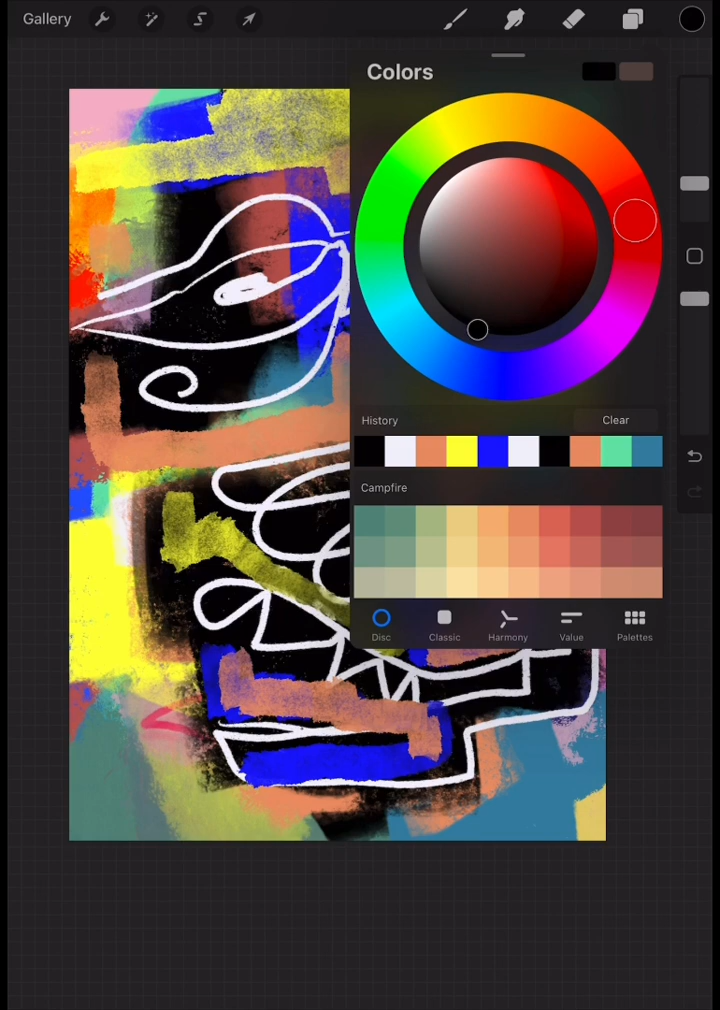 Gallery
Colors
History Clear
Campfire
Disc Classic Harmony Value Palettes